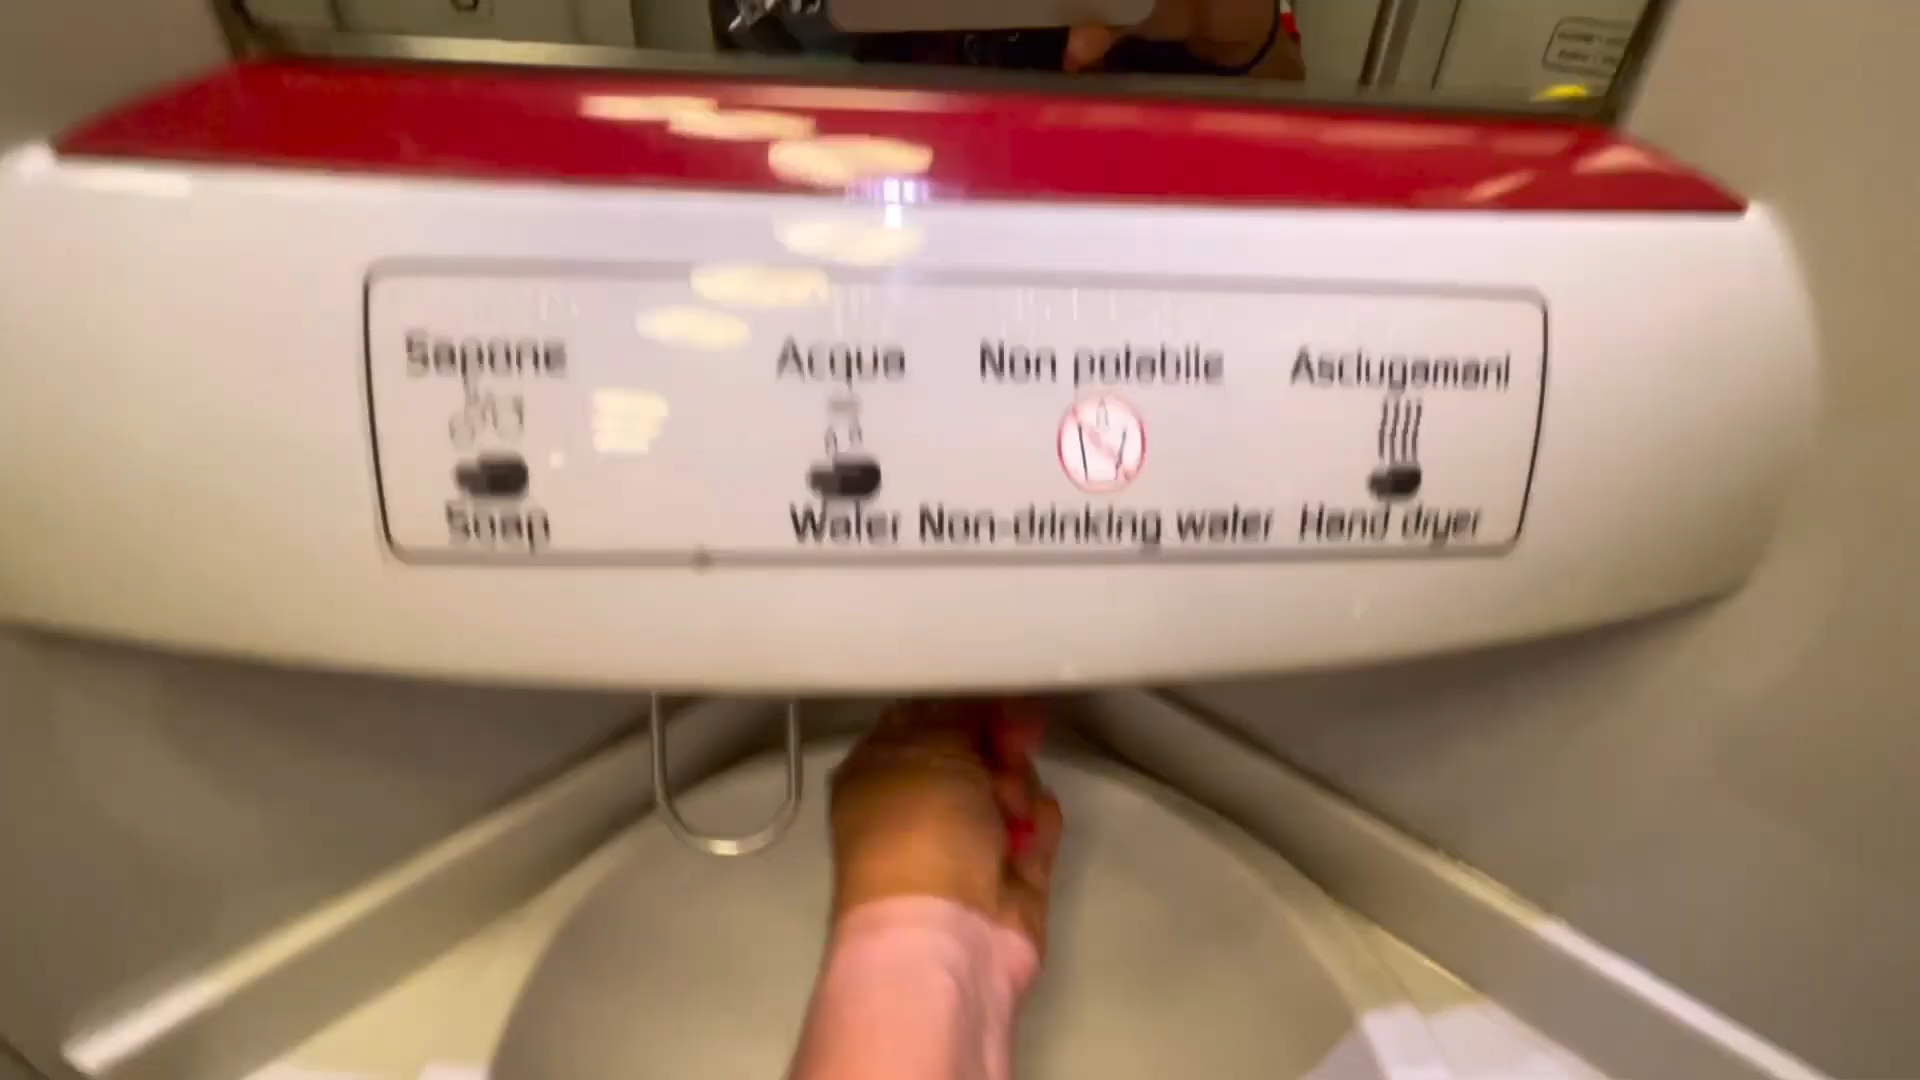 Sapone Acqua Non potabile Asciugamani
Soap Water Non-drinking water Hand dryer